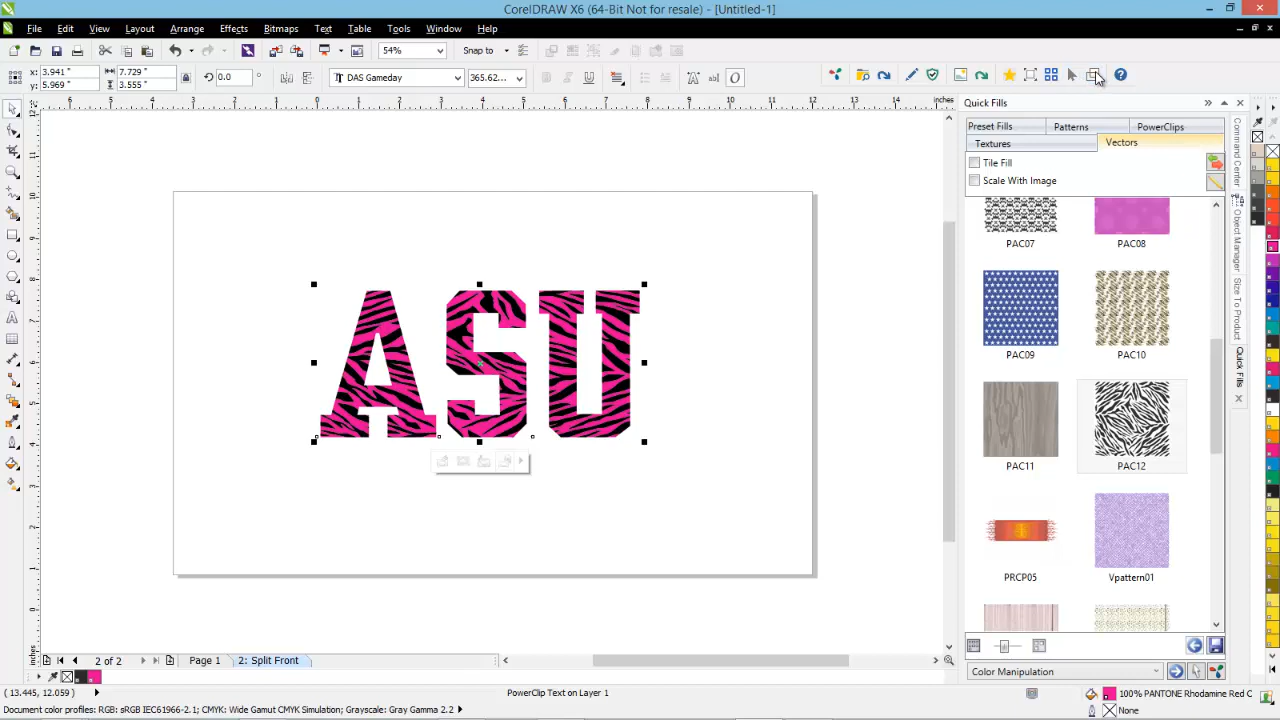 CorelDRAW X6 (64-Bit Not for resale) - [Untitled-1]
File Edit View Layout Arrange Effects Bitmaps Text Table Tools Window Help
54% Snap to
x: 3.941 " 7.729 " 0.0 ° DAS Gameday 365.62...
y: 5.969 " 3.555 "
inches
Quick Fills
Preset Fills Patterns PowerClips
Textures Vectors
Tile Fill
Scale With Image
PAC07 PAC08
PAC09 PAC10
PAC11 PAC12
PRCP05 Vpattern01
Color Manipulation
Command Center
Object Manager
Size To Product
Quick Fills
ASU
inches
2 of 2 Page 1 2: Split Front
(13.445, 12.059) PowerClip Text on Layer 1 100% PANTONE Rhodamine Red C
None
Document color profiles: RGB: sRGB IEC61966-2.1; CMYK: Wide Gamut CMYK Simulation; Grayscale: Gray Gamma 2.2